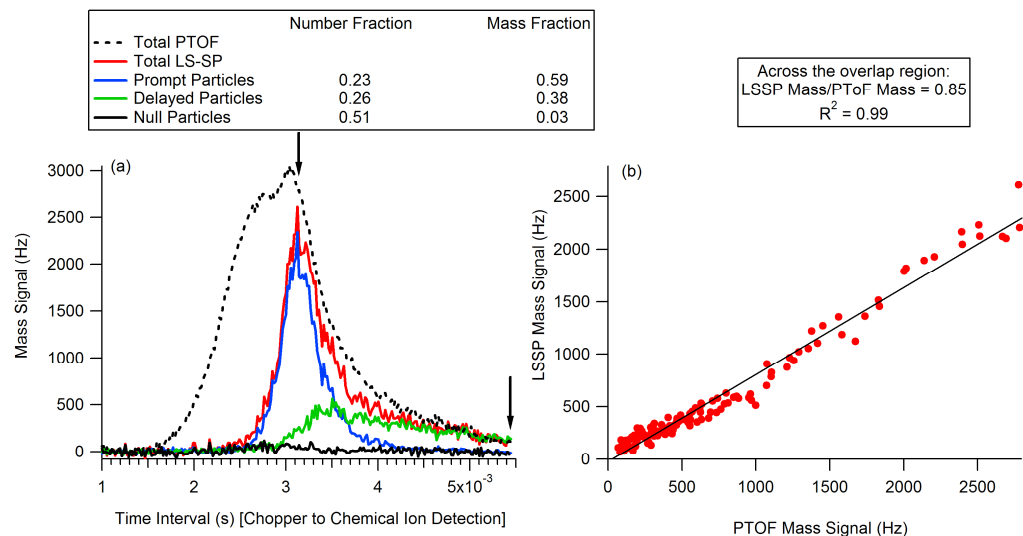 Number Fraction Mass Fraction
Total PTOF
Total LS-SP
Prompt Particles 0.23 0.59
Delayed Particles 0.26 0.38
Null Particles 0.51 0.03
Across the overlap region:
LSSP Mass/PToF Mass = 0.85
R² = 0.99
(a)
3000
2500
2000
1500
1000
500
0
Mass Signal (Hz)
1 2 3 4 5x10⁻³
Time Interval (s) [Chopper to Chemical Ion Detection]
(b)
2500
2000
1500
1000
500
0
LSSP Mass Signal (Hz)
0 500 1000 1500 2000 2500
PTOF Mass Signal (Hz)